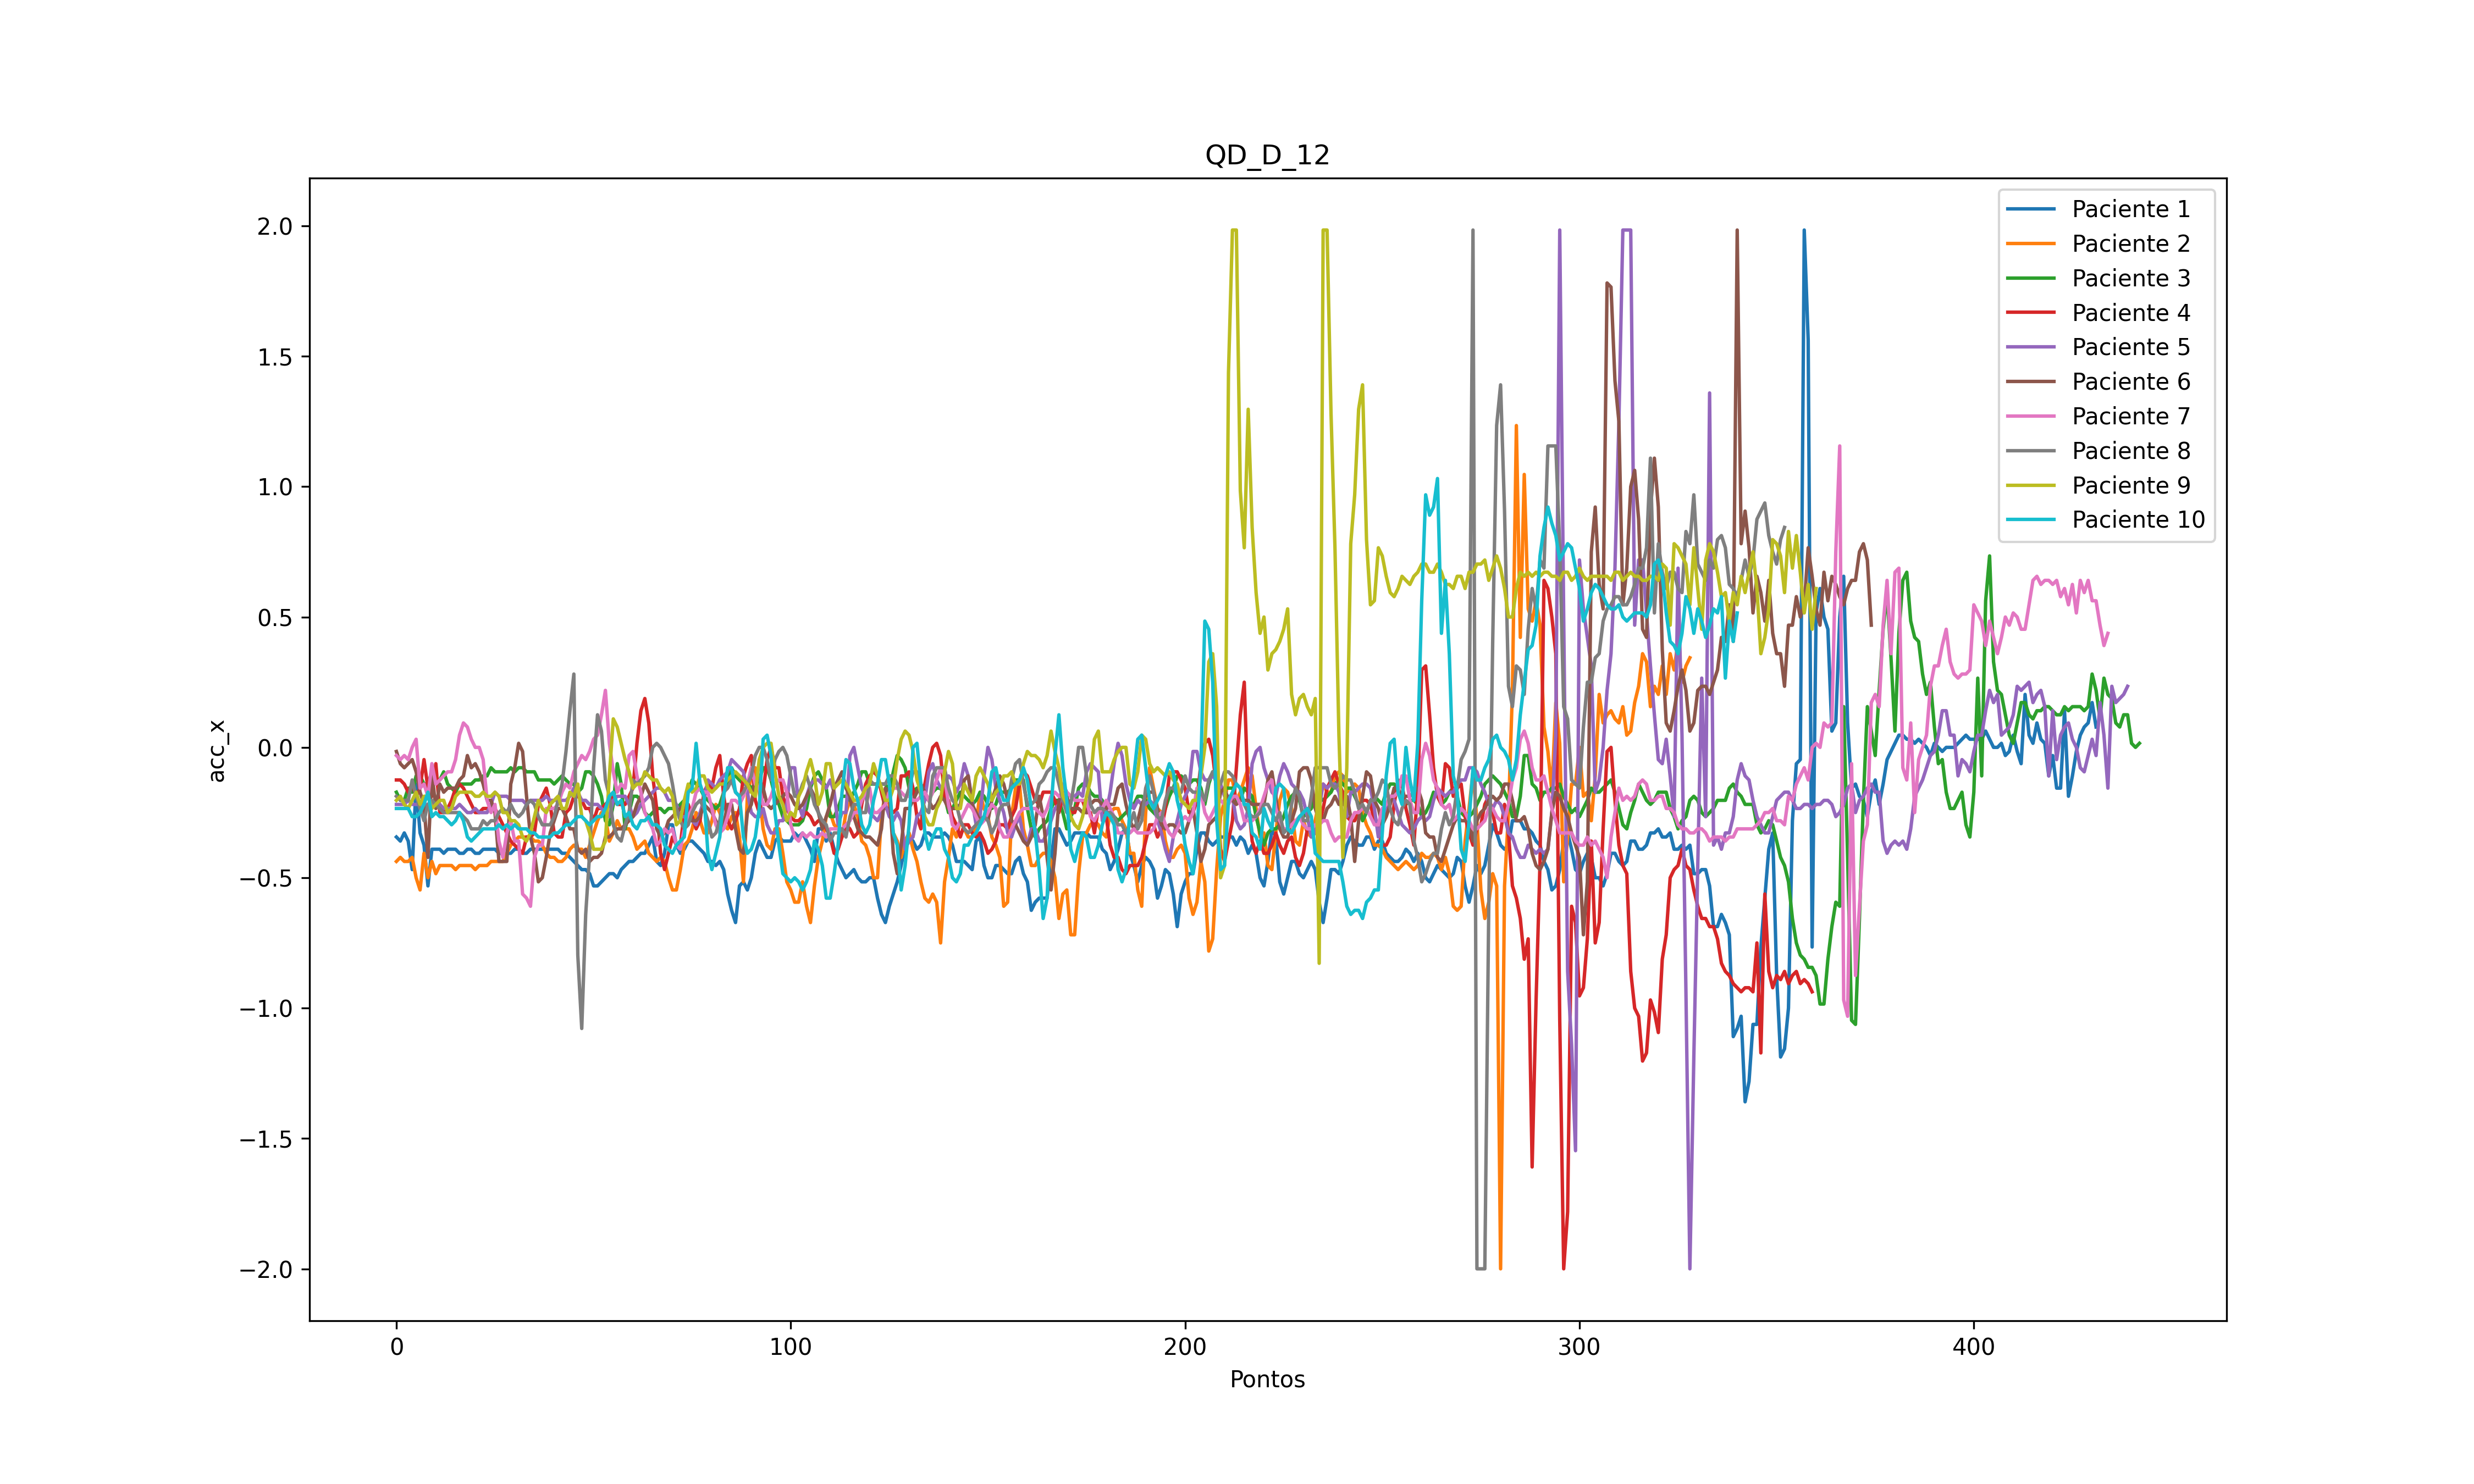 QD_D_12
acc_x
2.0
1.5
1.0
0.5
0.0
−0.5
−1.0
−1.5
−2.0
0 100 200 300 400
Pontos
Paciente 1
Paciente 2
Paciente 3
Paciente 4
Paciente 5
Paciente 6
Paciente 7
Paciente 8
Paciente 9
Paciente 10